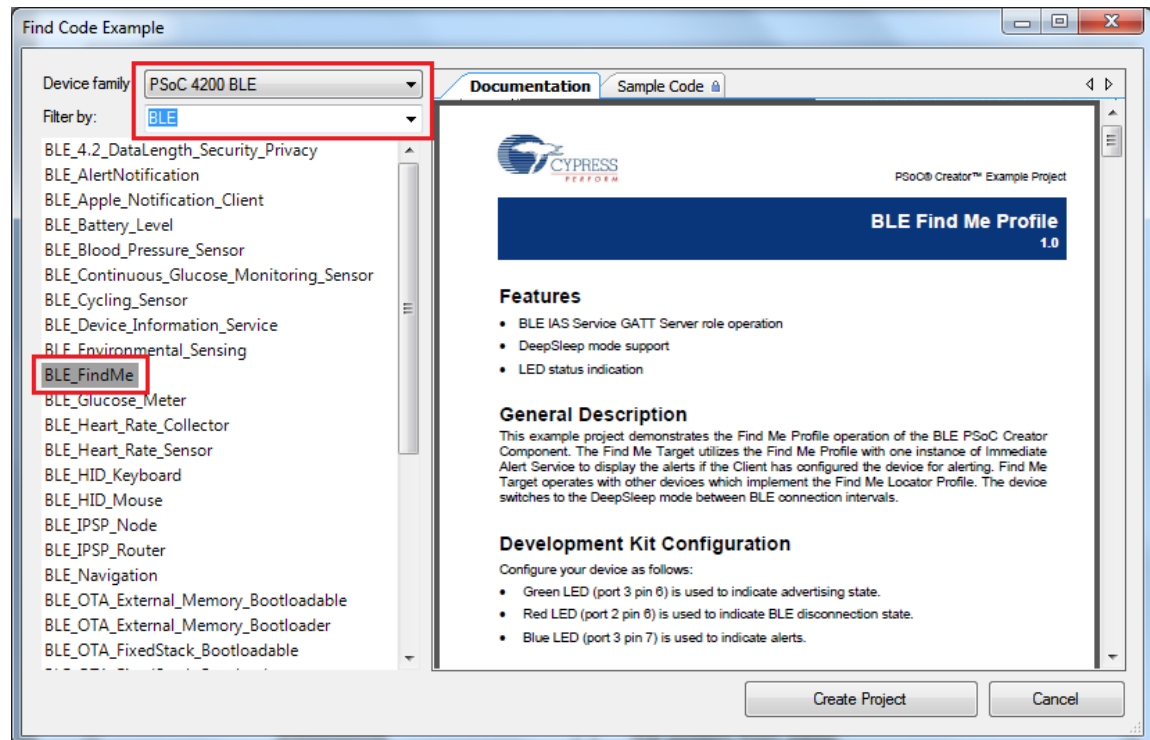 Find Code Example
Device family
PSoC 4200 BLE
Filter by:
BLE
BLE_4.2_DataLength_Security_Privacy
BLE_AlertNotification
BLE_Apple_Notification_Client
BLE_Battery_Level
BLE_Blood_Pressure_Sensor
BLE_Continuous_Glucose_Monitoring_Sensor
BLE_Cycling_Sensor
BLE_Device_Information_Service
BLE_Environmental_Sensing
BLE_FindMe
BLE_Glucose_Meter
BLE_Heart_Rate_Collector
BLE_Heart_Rate_Sensor
BLE_HID_Keyboard
BLE_HID_Mouse
BLE_IPSP_Node
BLE_IPSP_Router
BLE_Navigation
BLE_OTA_External_Memory_Bootloadable
BLE_OTA_External_Memory_Bootloader
BLE_OTA_FixedStack_Bootloadable
Documentation
Sample Code
CYPRESS
PERFORM
PSoC® Creator™ Example Project
BLE Find Me Profile
1.0
Features
• BLE IAS Service GATT Server role operation
• DeepSleep mode support
• LED status indication
General Description
This example project demonstrates the Find Me Profile operation of the BLE PSoC Creator
Component. The Find Me Target utilizes the Find Me Profile with one instance of Immediate
Alert Service to display the alerts if the Client has configured the device for alerting. Find Me
Target operates with other devices which implement the Find Me Locator Profile. The device
switches to the DeepSleep mode between BLE connection intervals.
Development Kit Configuration
Configure your device as follows:
• Green LED (port 3 pin 6) is used to indicate advertising state.
• Red LED (port 2 pin 6) is used to indicate BLE disconnection state.
• Blue LED (port 3 pin 7) is used to indicate alerts.
Create Project
Cancel